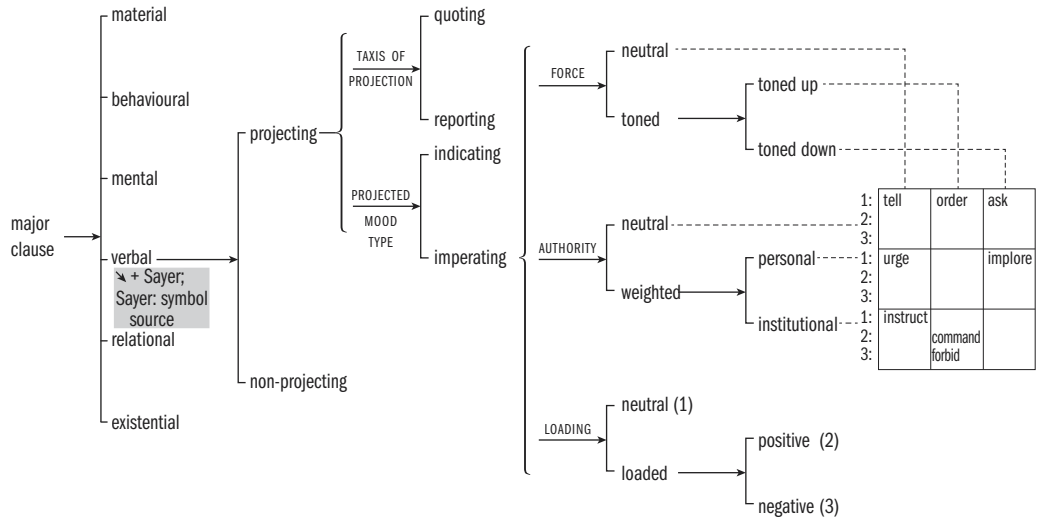 major
clause
material
behavioural
mental
verbal
↘ + Sayer;
Sayer: symbol
source
relational
existential
projecting
non-projecting
TAXIS OF
PROJECTION
quoting
reporting
PROJECTED
MOOD
TYPE
indicating
imperating
FORCE
neutral
toned
toned up
toned down
AUTHORITY
neutral
weighted
personal
institutional
LOADING
neutral (1)
loaded
positive (2)
negative (3)
1: tell order ask
2:
3:
1: urge implore
2:
3:
1: instruct
2: command
3: forbid